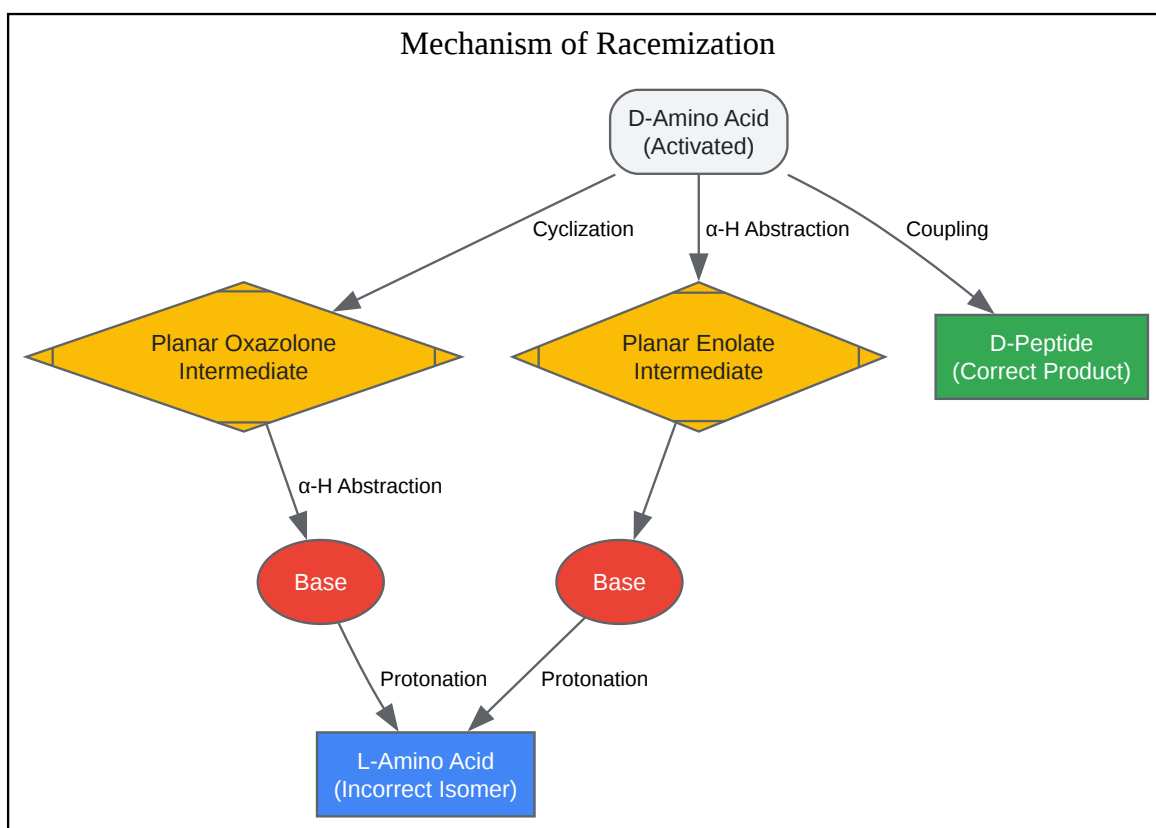 Mechanism of Racemization
D-Amino Acid
(Activated)
Cyclization
α-H Abstraction
Coupling
Planar Oxazolone
Intermediate
Planar Enolate
Intermediate
D-Peptide
(Correct Product)
α-H Abstraction
Base
Base
Protonation
Protonation
L-Amino Acid
(Incorrect Isomer)